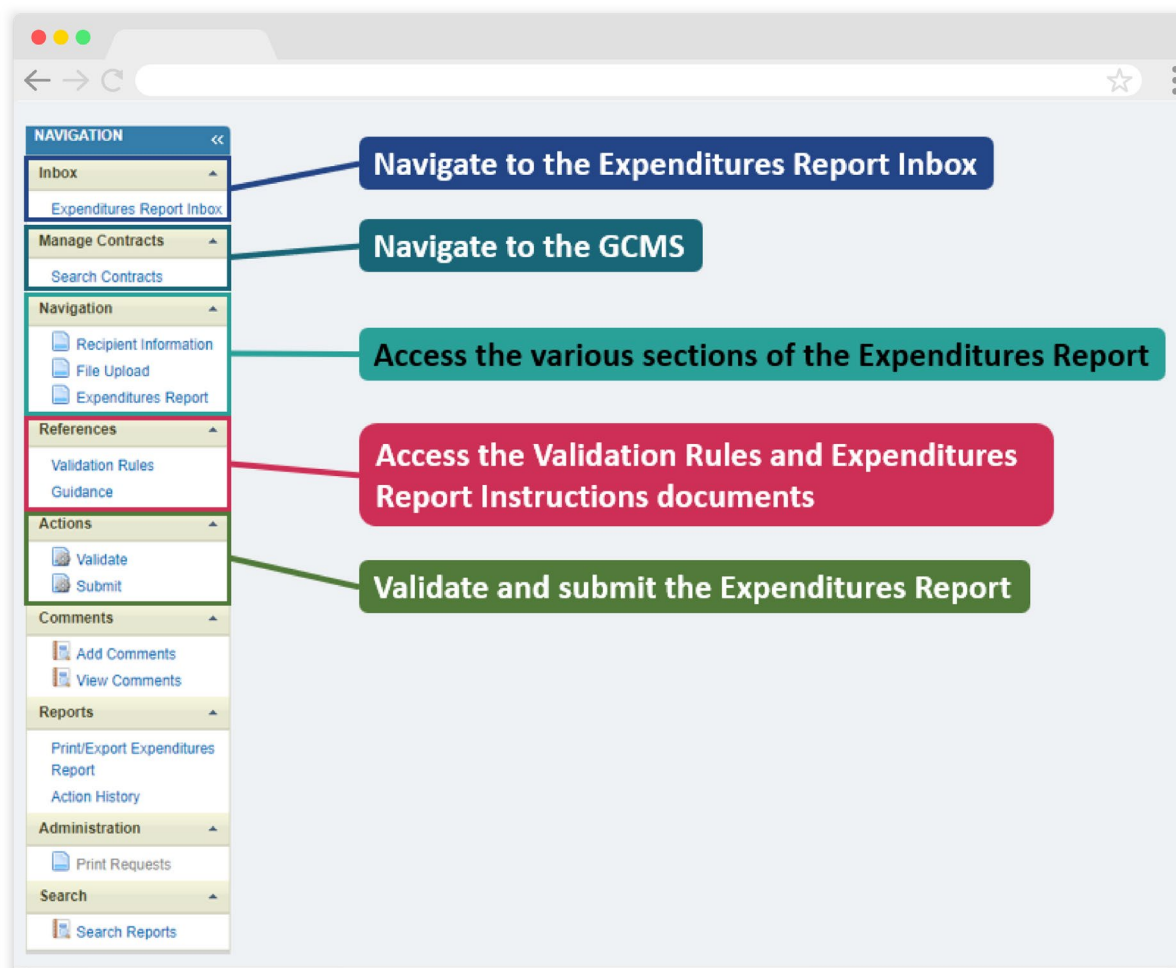 NAVIGATION «
Inbox
Expenditures Report Inbox
Manage Contracts
Search Contracts
Navigation
Recipient Information
File Upload
Expenditures Report
References
Validation Rules
Guidance
Actions
Validate
Submit
Comments
Add Comments
View Comments
Reports
Print/Export Expenditures
Report
Action History
Administration
Print Requests
Search
Search Reports
Navigate to the Expenditures Report Inbox
Navigate to the GCMS
Access the various sections of the Expenditures Report
Access the Validation Rules and Expenditures
Report Instructions documents
Validate and submit the Expenditures Report